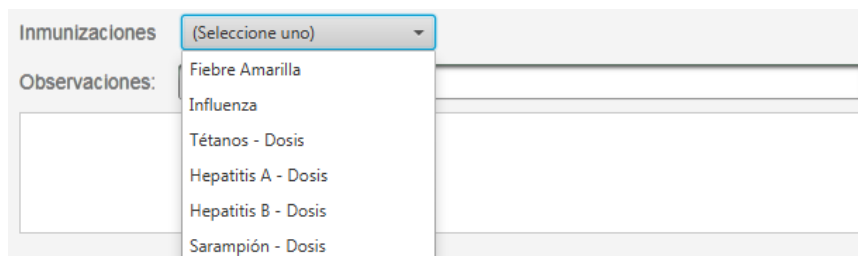 Inmunizaciones (Seleccione uno)
Fiebre Amarilla
Observaciones:
Influenza
Tétanos - Dosis
Hepatitis A - Dosis
Hepatitis B - Dosis
Sarampión - Dosis